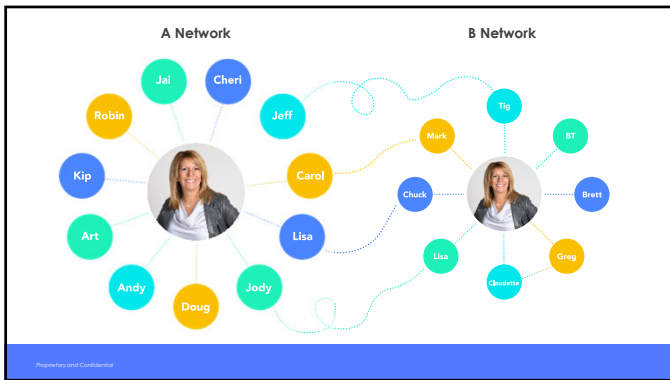 A Network
B Network
Jai
Cheri
Robin
Jeff
Kip
Carol
Art
Lisa
Andy
Jody
Doug
Tig
Mark
BT
Chuck
Brett
Lisa
Greg
Claudette
Proprietary and Confidential